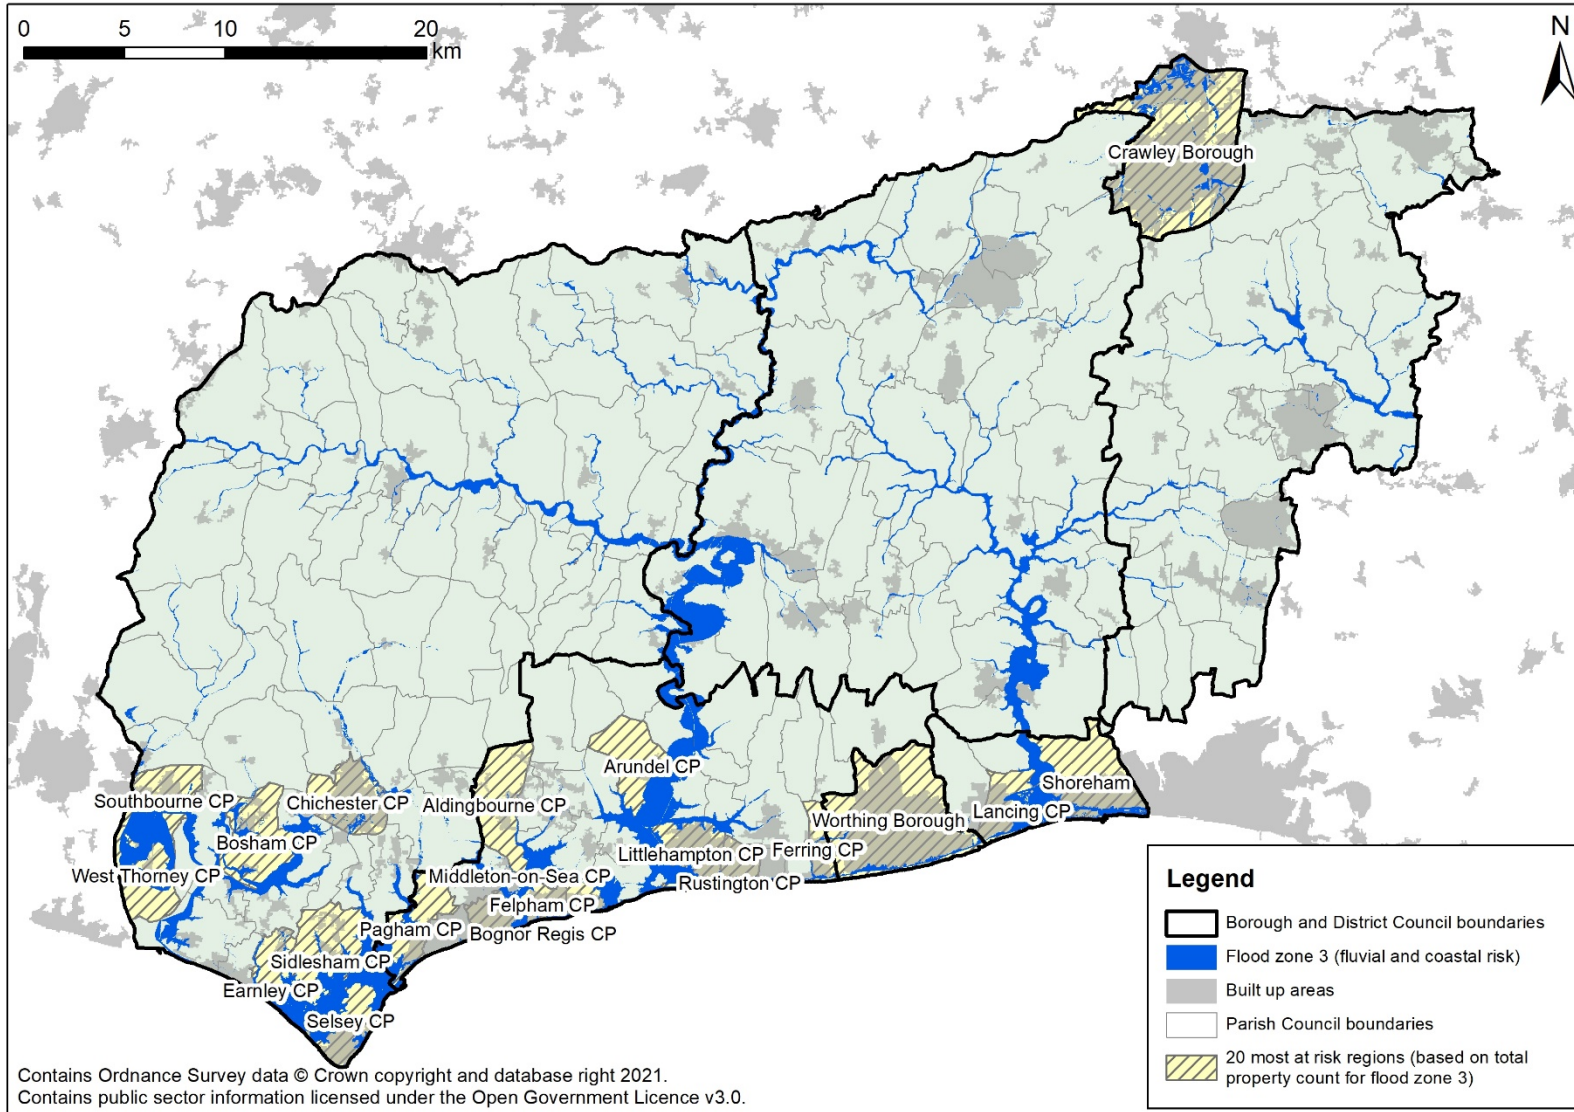 0 5 10 20
km
N
Crawley Borough
Arundel CP
Southbourne CP
Chichester CP
Aldingbourne CP
Shoreham
Lancing CP
Worthing Borough
Bosham CP
Littlehampton CP
Ferring CP
West Thorney CP
Middleton-on-Sea CP
Rustington CP
Felpham CP
Pagham CP
Bognor Regis CP
Sidlesham CP
Earnley CP
Selsey CP
Legend
Borough and District Council boundaries
Flood zone 3 (fluvial and coastal risk)
Built up areas
Parish Council boundaries
20 most at risk regions (based on total
property count for flood zone 3)
Contains Ordnance Survey data © Crown copyright and database right 2021.
Contains public sector information licensed under the Open Government Licence v3.0.